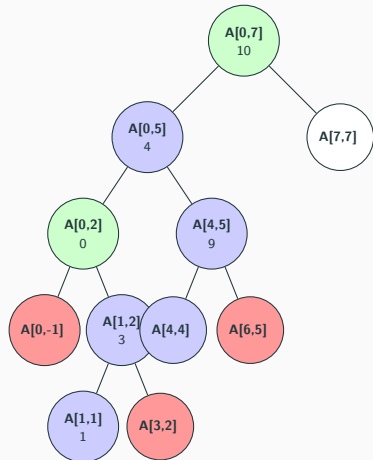 A[0,7]
10
A[0,5]
4
A[7,7]
A[0,2]
0
A[4,5]
9
A[0,-1]
A[1,2]
3
A[4,4]
A[6,5]
A[1,1]
1
A[3,2]